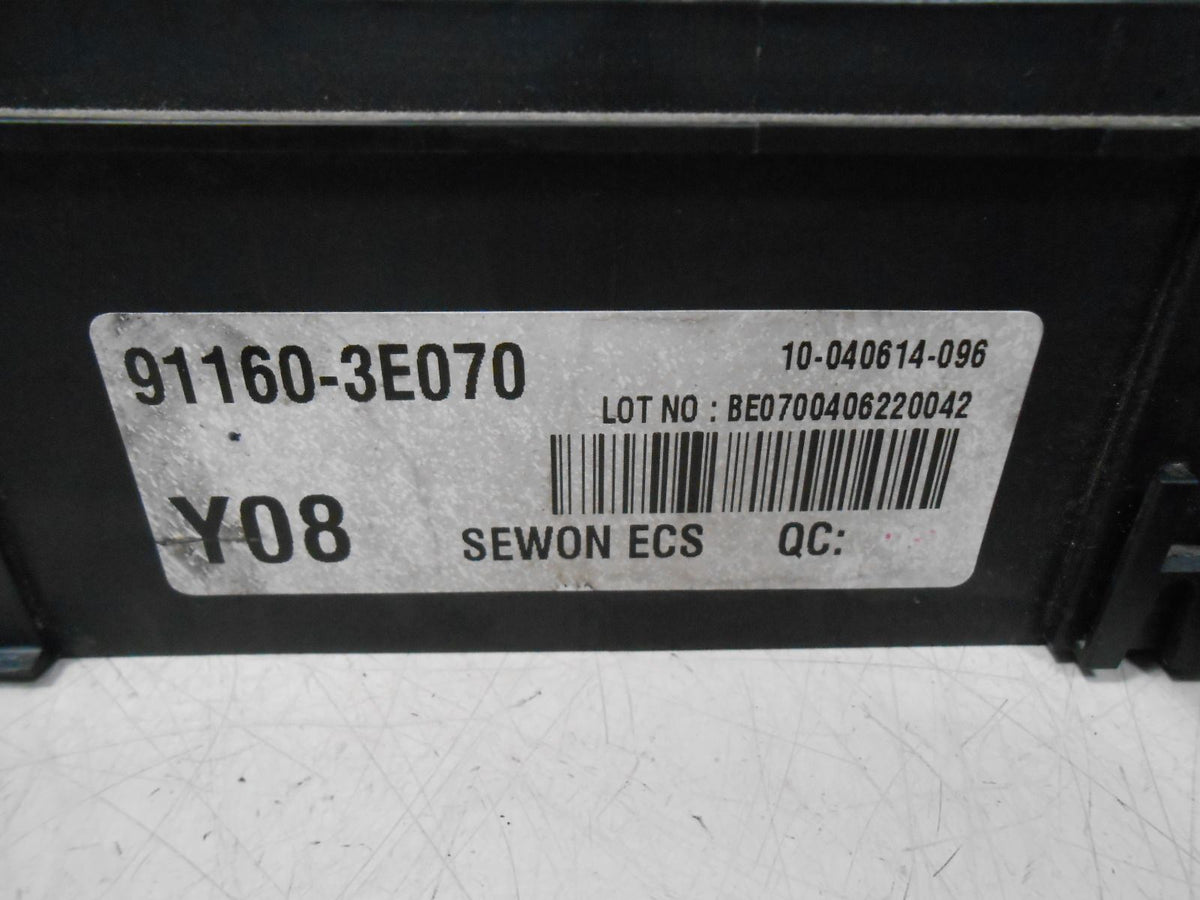 91160-3E070
10-040614-096
LOT NO : BE0700406220042
Y08
SEWON ECS
QC: